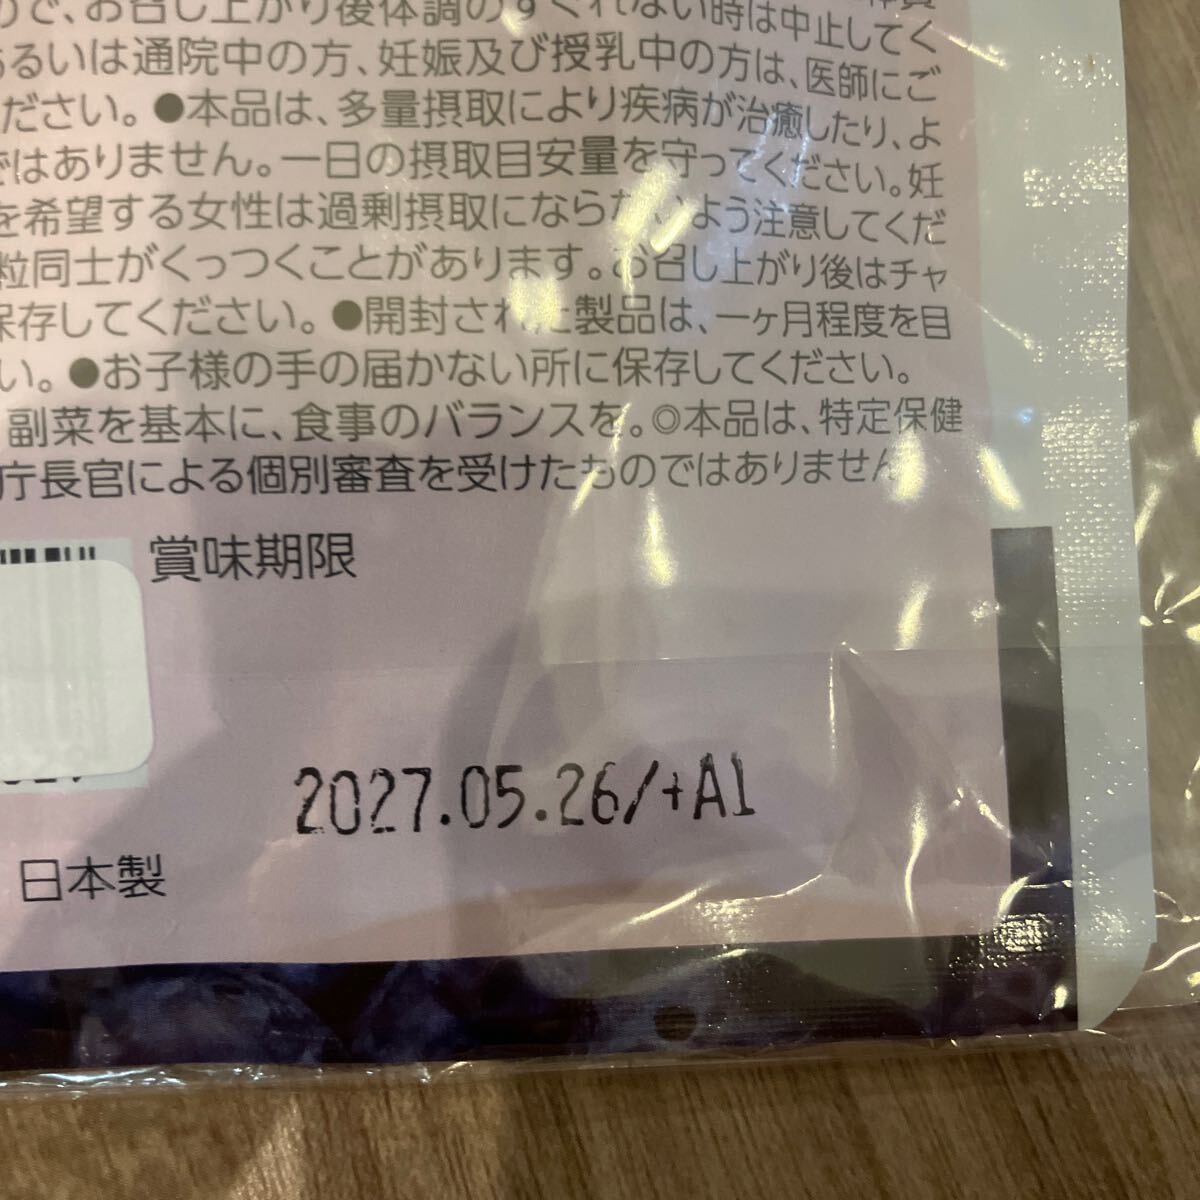 ので、お召し上がり後体調のすぐれない時は中止してく
あるいは通院中の方、妊娠及び授乳中の方は、医師にご
ださい。●本品は、多量摂取により疾病が治癒したり、よ
ではありません。一日の摂取目安量を守ってください。妊
を希望する女性は過剰摂取にならないよう注意してくだ
粒同士がくっつくことがあります。お召し上がり後はチャ
保存してください。●開封された製品は、一ヶ月程度を目
い。●お子様の手の届かない所に保存してください。
副菜を基本に、食事のバランスを。◎本品は、特定保健
庁長官による個別審査を受けたものではありません
賞味期限
2027.05.26/+A1
日本製